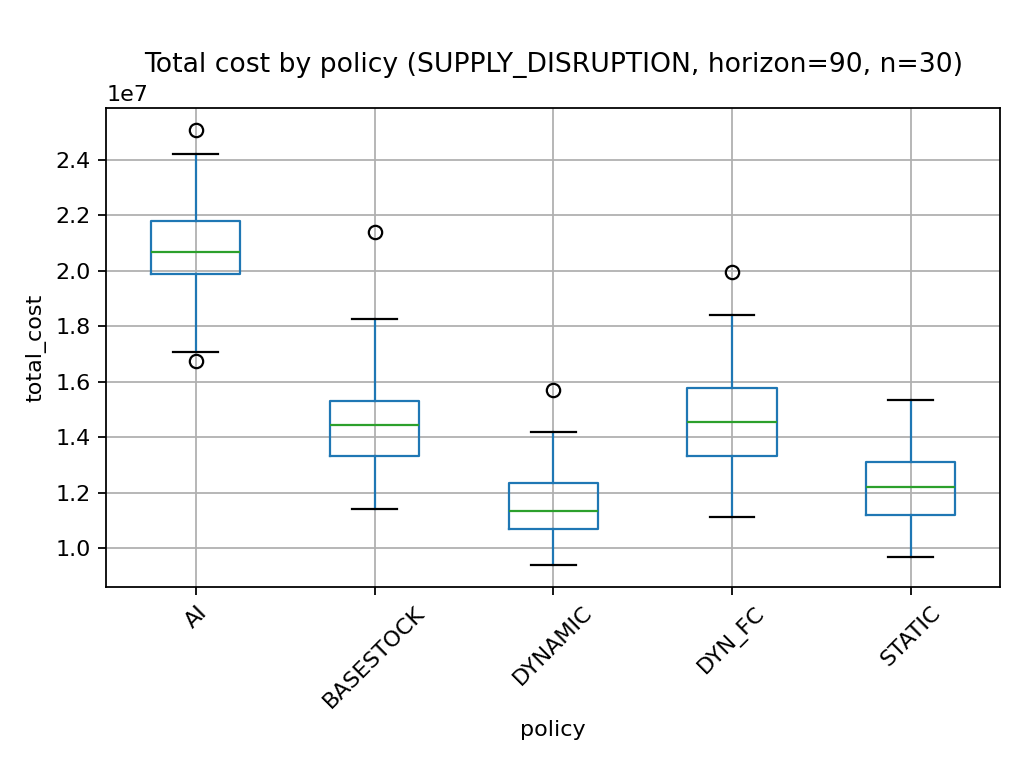 Total cost by policy (SUPPLY_DISRUPTION, horizon=90, n=30)
1e7
2.4
2.2
2.0
1.8
1.6
1.4
1.2
1.0
total_cost
AI
BASESTOCK
DYNAMIC
DYN_FC
STATIC
policy